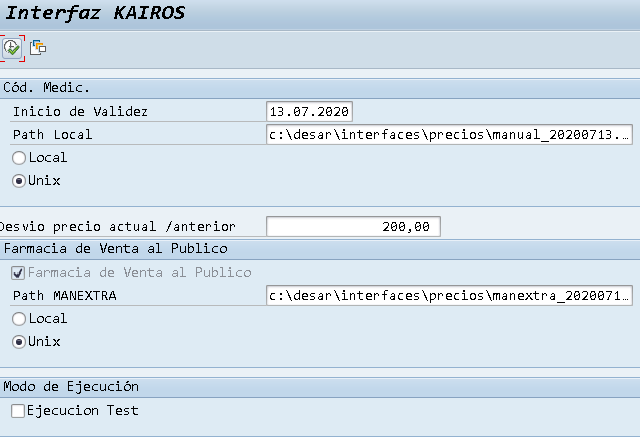 Interfaz KAIROS
Cód. Medic.
Inicio de Validez 13.07.2020
Path Local c:\desar\interfaces\precios\manual_20200713...
Local
Unix
Desvio precio actual /anterior 200,00
Farmacia de Venta al Publico
Farmacia de Venta al Publico
Path MANEXTRA c:\desar\interfaces\precios\manextra_2020071...
Local
Unix
Modo de Ejecución
Ejecucion Test